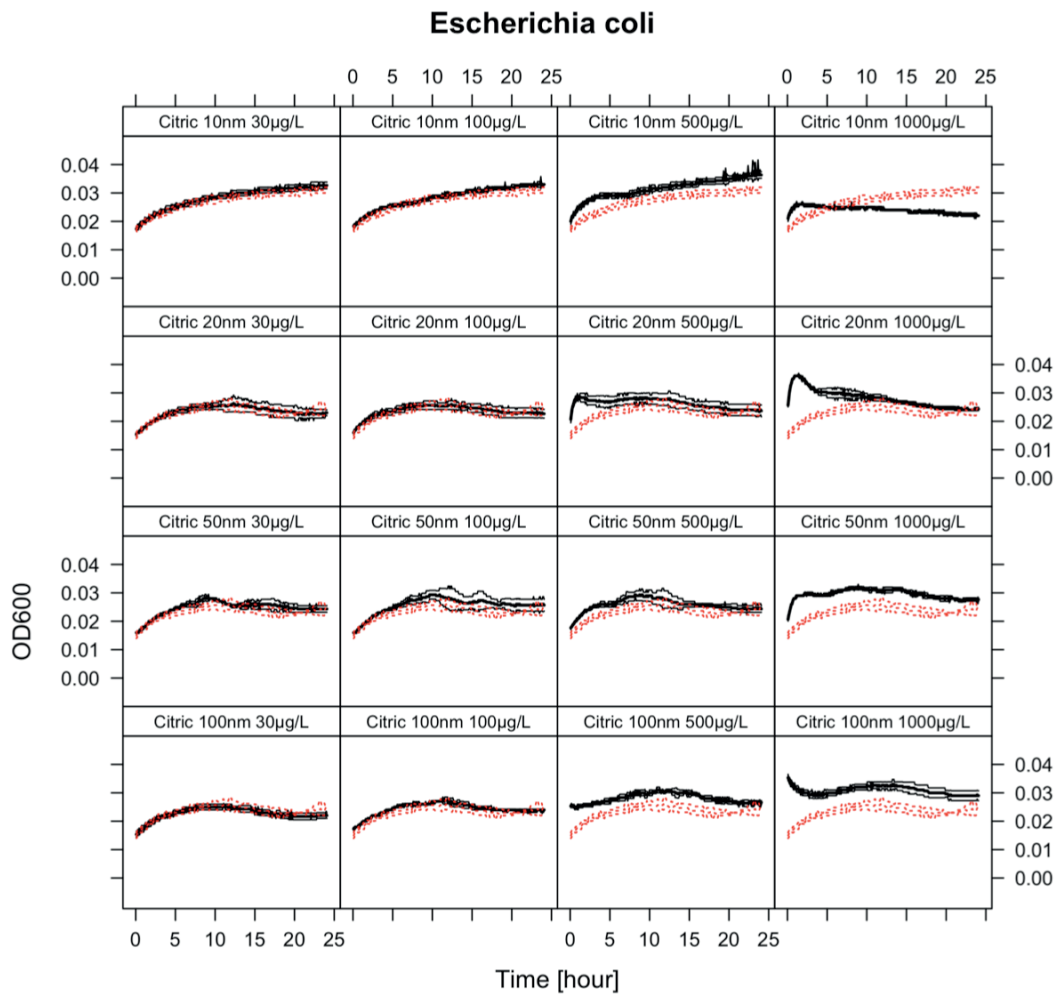 Escherichia coli
0 5 10 15 20 25 0 5 10 15 20 25
Citric 10nm 30µg/L Citric 10nm 100µg/L Citric 10nm 500µg/L Citric 10nm 1000µg/L
0.04
0.03
0.02
0.01
0.00
Citric 20nm 30µg/L Citric 20nm 100µg/L Citric 20nm 500µg/L Citric 20nm 1000µg/L
0.04
0.03
0.02
0.01
0.00
Citric 50nm 30µg/L Citric 50nm 100µg/L Citric 50nm 500µg/L Citric 50nm 1000µg/L
0.04
0.03
0.02
0.01
0.00
OD600
Citric 100nm 30µg/L Citric 100nm 100µg/L Citric 100nm 500µg/L Citric 100nm 1000µg/L
0.04
0.03
0.02
0.01
0.00
0 5 10 15 20 25 0 5 10 15 20 25
Time [hour]